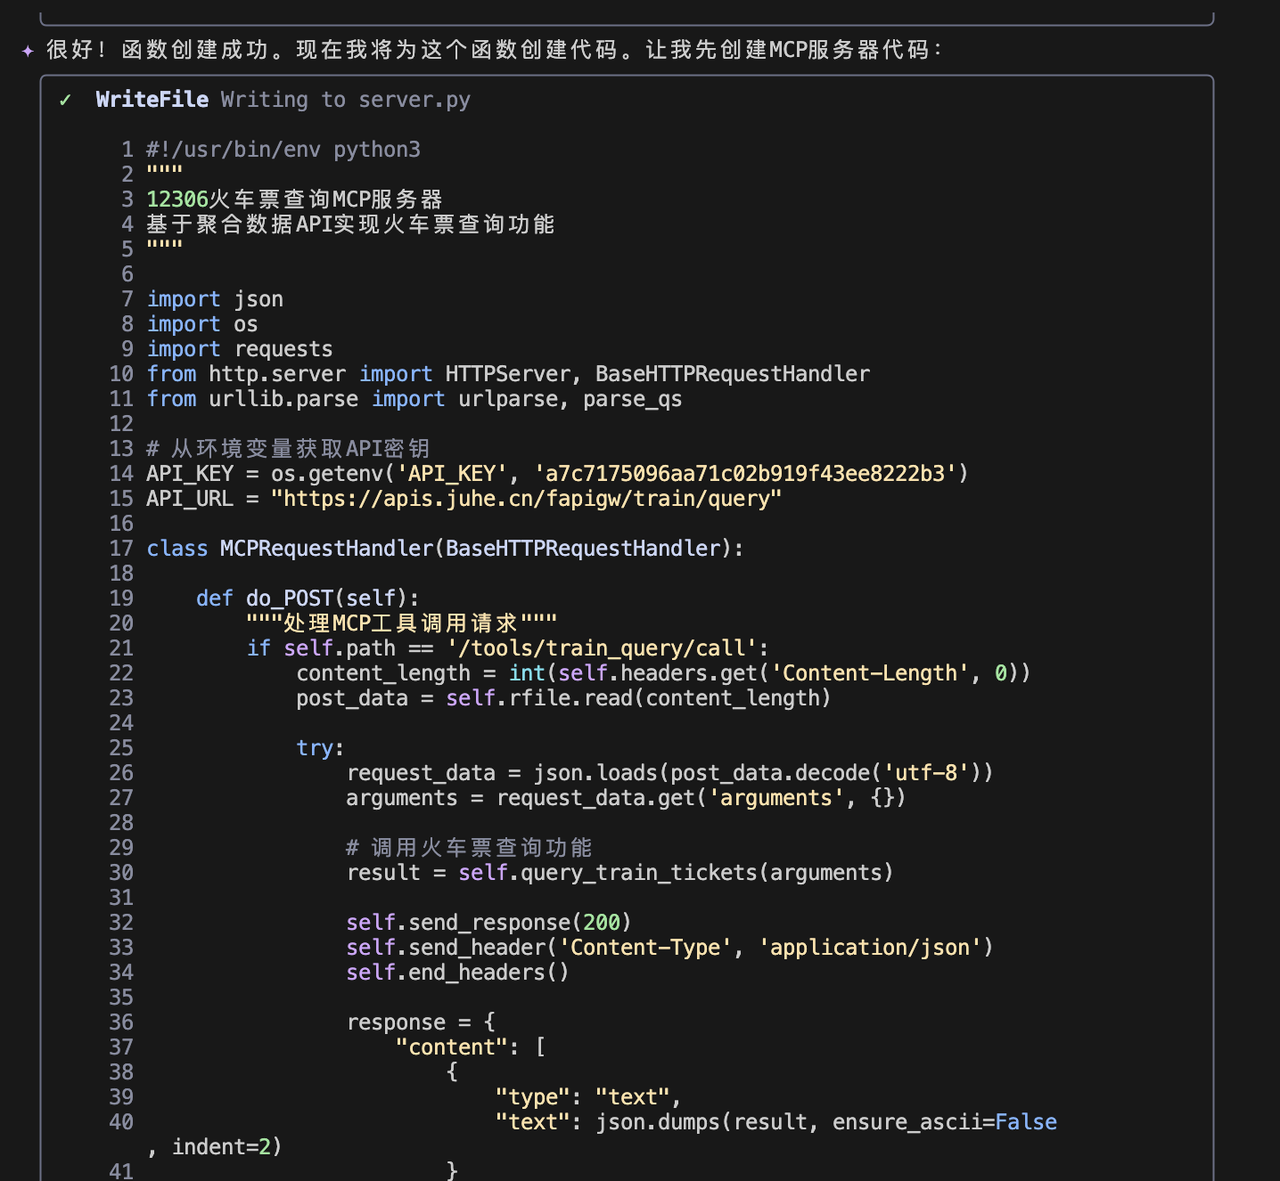 ✦ 很好！函数创建成功。现在我将为这个函数创建代码。让我先创建MCP服务器代码：
✓ WriteFile Writing to server.py
1 #!/usr/bin/env python3
2 """
3 12306火车票查询MCP服务器
4 基于聚合数据API实现火车票查询功能
5 """
6
7 import json
8 import os
9 import requests
10 from http.server import HTTPServer, BaseHTTPRequestHandler
11 from urllib.parse import urlparse, parse_qs
12
13 # 从环境变量获取API密钥
14 API_KEY = os.getenv('API_KEY', 'a7c7175096aa71c02b919f43ee8222b3')
15 API_URL = "https://apis.juhe.cn/fapigw/train/query"
16
17 class MCPRequestHandler(BaseHTTPRequestHandler):
18
19     def do_POST(self):
20         """处理MCP工具调用请求"""
21         if self.path == '/tools/train_query/call':
22             content_length = int(self.headers.get('Content-Length', 0))
23             post_data = self.rfile.read(content_length)
24
25             try:
26                 request_data = json.loads(post_data.decode('utf-8'))
27                 arguments = request_data.get('arguments', {})
28
29                 # 调用火车票查询功能
30                 result = self.query_train_tickets(arguments)
31
32                 self.send_response(200)
33                 self.send_header('Content-Type', 'application/json')
34                 self.end_headers()
35
36                 response = {
37                     "content": [
38                         {
39                             "type": "text",
40                             "text": json.dumps(result, ensure_ascii=False
, indent=2)
41                         }